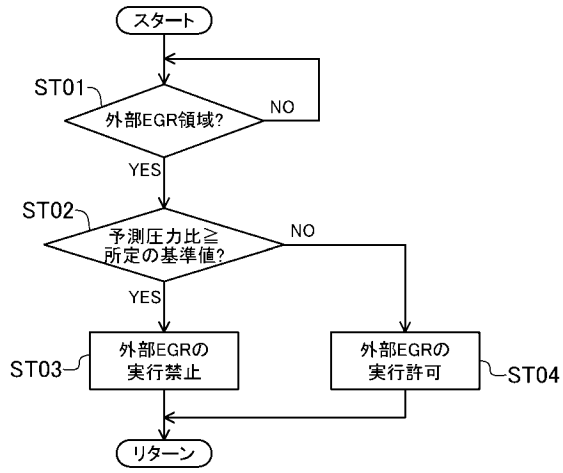 スタート
ST01
外部EGR領域?
NO
YES
ST02
予測圧力比≧
所定の基準値?
NO
YES
ST03
外部EGRの
実行禁止
外部EGRの
実行許可
ST04
リターン